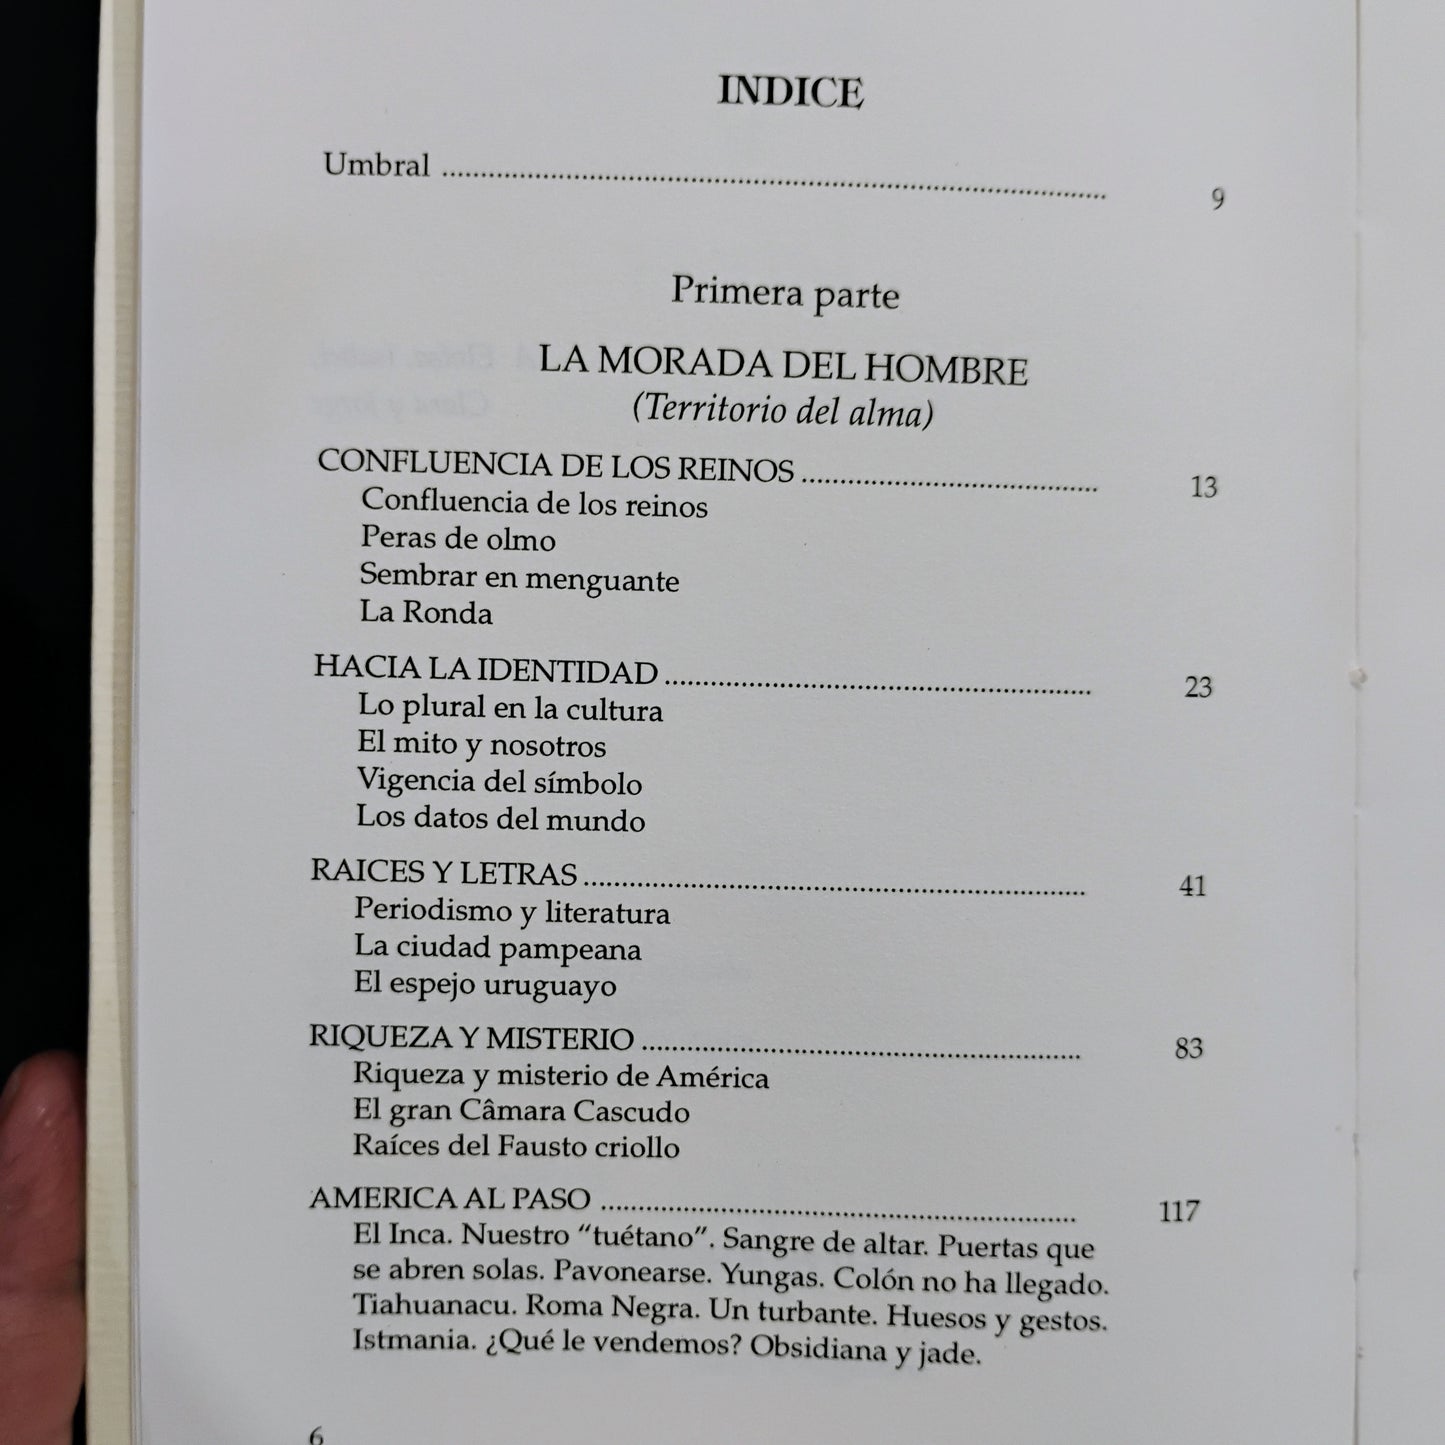 INDICE
Umbral ........................................................................................ 9
Primera parte
LA MORADA DEL HOMBRE
(Territorio del alma)
CONFLUENCIA DE LOS REINOS ....................................... 13
Confluencia de los reinos
Peras de olmo
Sembrar en menguante
La Ronda
HACIA LA IDENTIDAD ........................................................ 23
Lo plural en la cultura
El mito y nosotros
Vigencia del símbolo
Los datos del mundo
RAICES Y LETRAS .................................................................. 41
Periodismo y literatura
La ciudad pampeana
El espejo uruguayo
RIQUEZA Y MISTERIO .......................................................... 83
Riqueza y misterio de América
El gran Câmara Cascudo
Raíces del Fausto criollo
AMERICA AL PASO ............................................................... 117
El Inca. Nuestro “tuétano”. Sangre de altar. Puertas que
se abren solas. Pavonearse. Yungas. Colón no ha llegado.
Tiahuanacu. Roma Negra. Un turbante. Huesos y gestos.
Istmania. ¿Qué le vendemos? Obsidiana y jade.
6